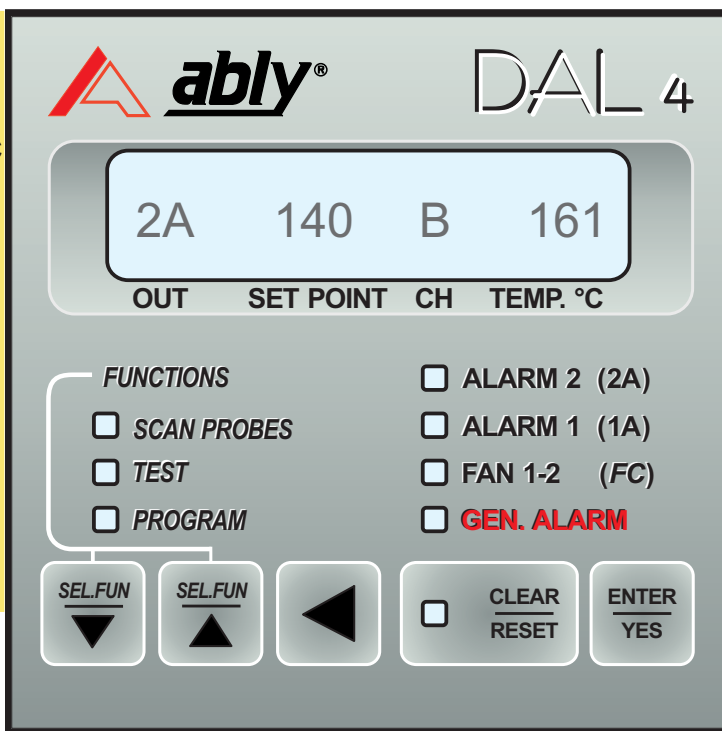 ably®
DAL 4
2A 140 B 161
OUT SET POINT CH TEMP. °C
FUNCTIONS
SCAN PROBES
TEST
PROGRAM
ALARM 2 (2A)
ALARM 1 (1A)
FAN 1-2 (FC)
GEN. ALARM
SEL.FUN
SEL.FUN
CLEAR
RESET
ENTER
YES